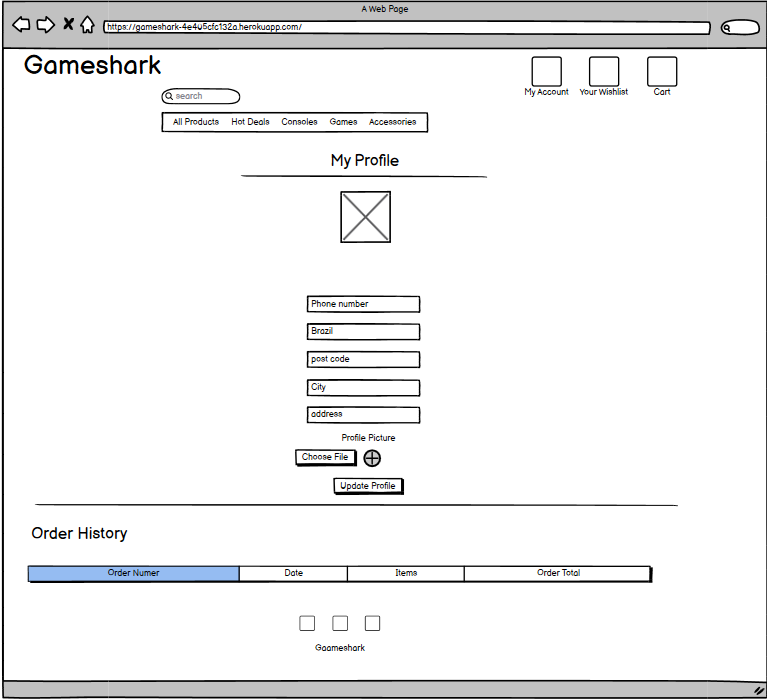 A Web Page
https://gameshark-4e4u5cfc132a.herokuapp.com/
Gameshark
My Account Your Wishlist Cart
search
All Products Hot Deals Consoles Games Accessories
My Profile
Phone number
Brazil
post code
City
address
Profile Picture
Choose File
Update Profile
Order History
Order Numer Date Items Order Total
Gaameshark